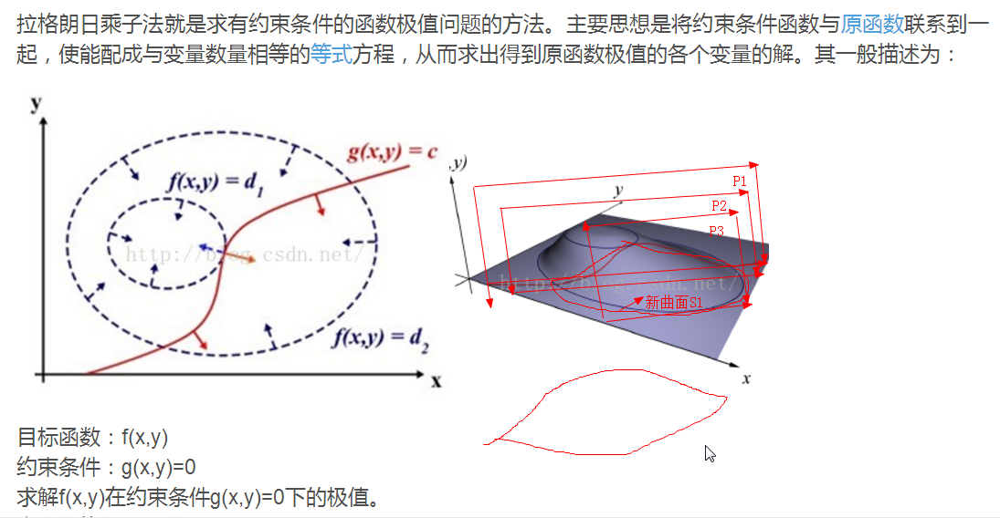 拉格朗日乘子法就是求有约束条件的函数极值问题的方法。主要思想是将约束条件函数与原函数联系到一
起，使能配成与变量数量相等的等式方程，从而求出得到原函数极值的各个变量的解。其一般描述为：
y
g(x,y) = c
f(x,y) = d1
http://blog.csdn.net/
f(x,y) = d2
x
,y)
y
P1
P2
P3
http://blog.csdn.net/
新曲面S1
x
目标函数：f(x,y)
约束条件：g(x,y)=0
求解f(x,y)在约束条件g(x,y)=0下的极值。